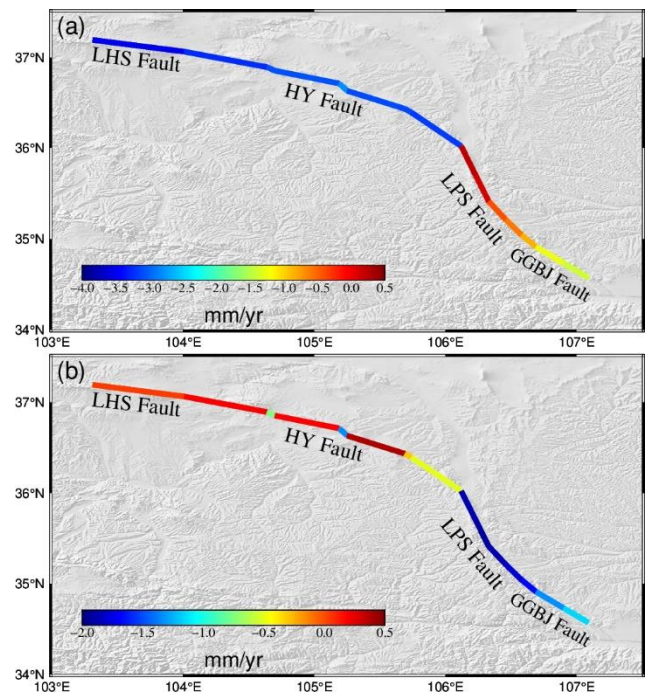 (a)
37°N
LHS Fault
HY Fault
36°N
LPS Fault
35°N
GGBJ Fault
−4.0 −3.5 −3.0 −2.5 −2.0 −1.5 −1.0 −0.5 0.0 0.5
mm/yr
34°N
103°E 104°E 105°E 106°E 107°E
(b)
37°N
LHS Fault
HY Fault
36°N
LPS Fault
35°N
GGBJ Fault
−2.0 −1.5 −1.0 −0.5 0.0 0.5
mm/yr
34°N
103°E 104°E 105°E 106°E 107°E